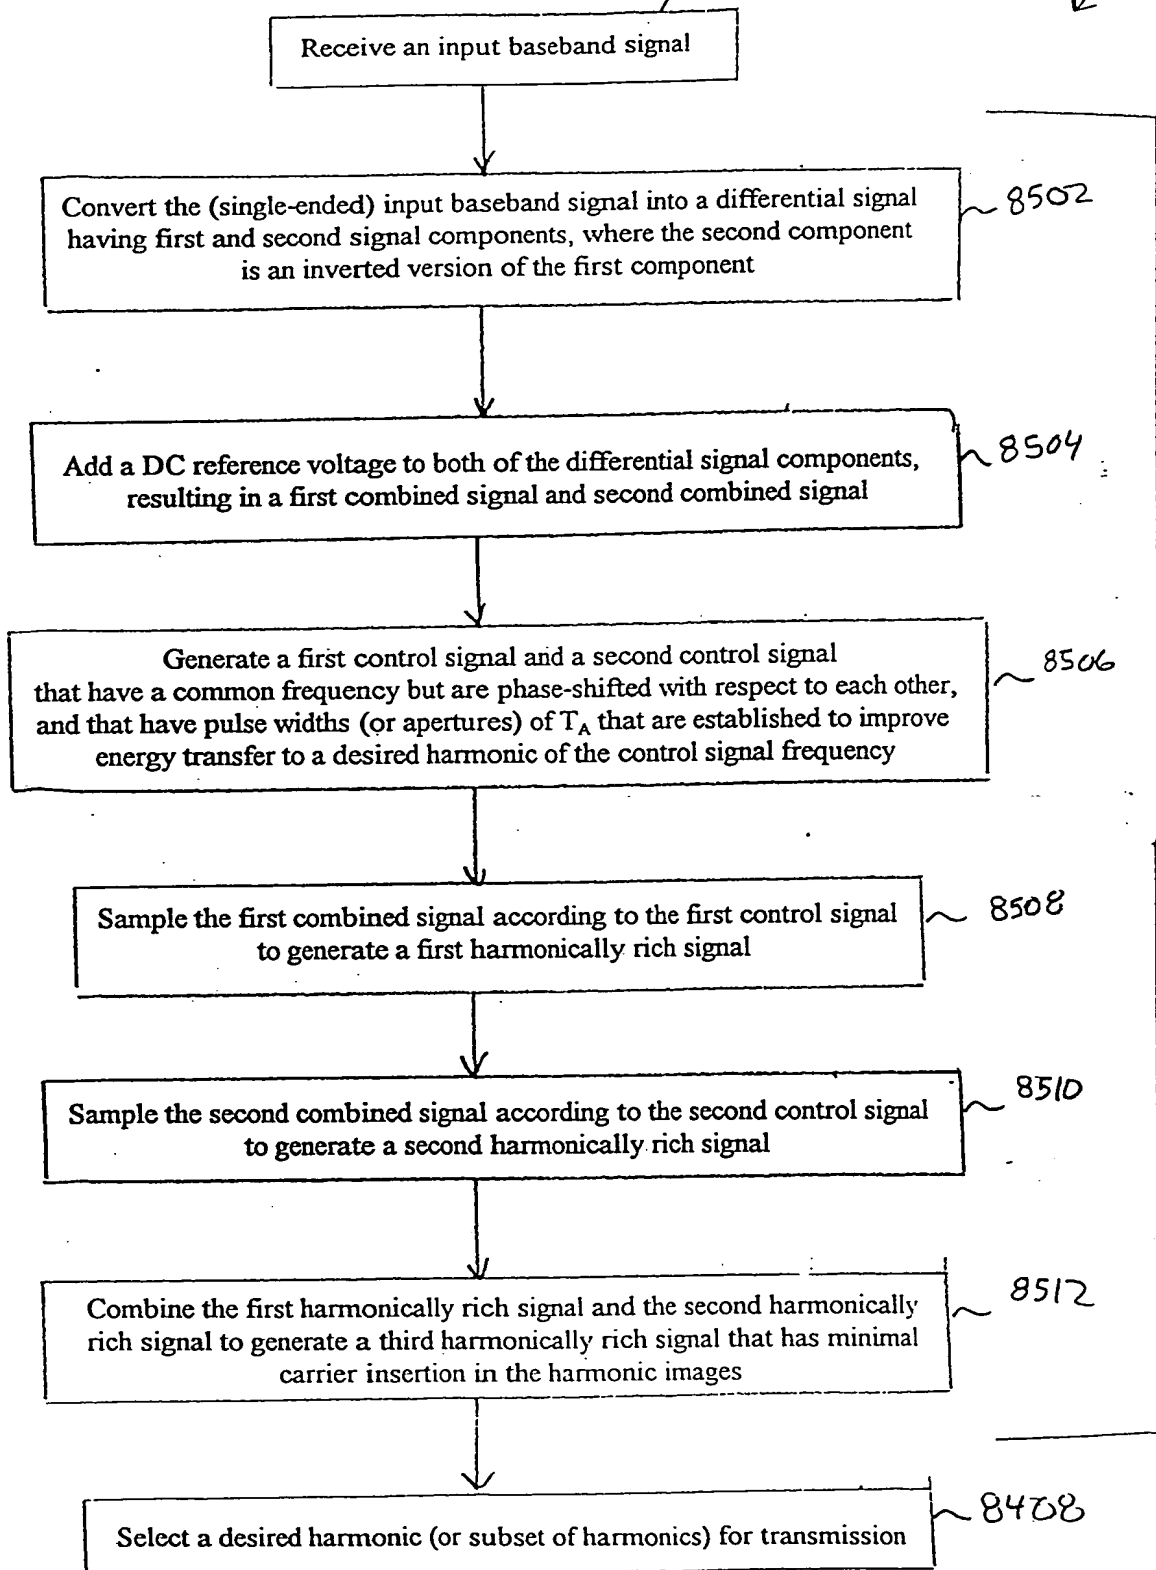 Receive an input baseband signal
Convert the (single-ended) input baseband signal into a differential signal
having first and second signal components, where the second component
is an inverted version of the first component
8502
Add a DC reference voltage to both of the differential signal components,
resulting in a first combined signal and second combined signal
8504
Generate a first control signal and a second control signal
that have a common frequency but are phase-shifted with respect to each other,
and that have pulse widths (or apertures) of T_A that are established to improve
energy transfer to a desired harmonic of the control signal frequency
8506
Sample the first combined signal according to the first control signal
to generate a first harmonically rich signal
8508
Sample the second combined signal according to the second control signal
to generate a second harmonically rich signal
8510
Combine the first harmonically rich signal and the second harmonically
rich signal to generate a third harmonically rich signal that has minimal
carrier insertion in the harmonic images
8512
Select a desired harmonic (or subset of harmonics) for transmission
8408